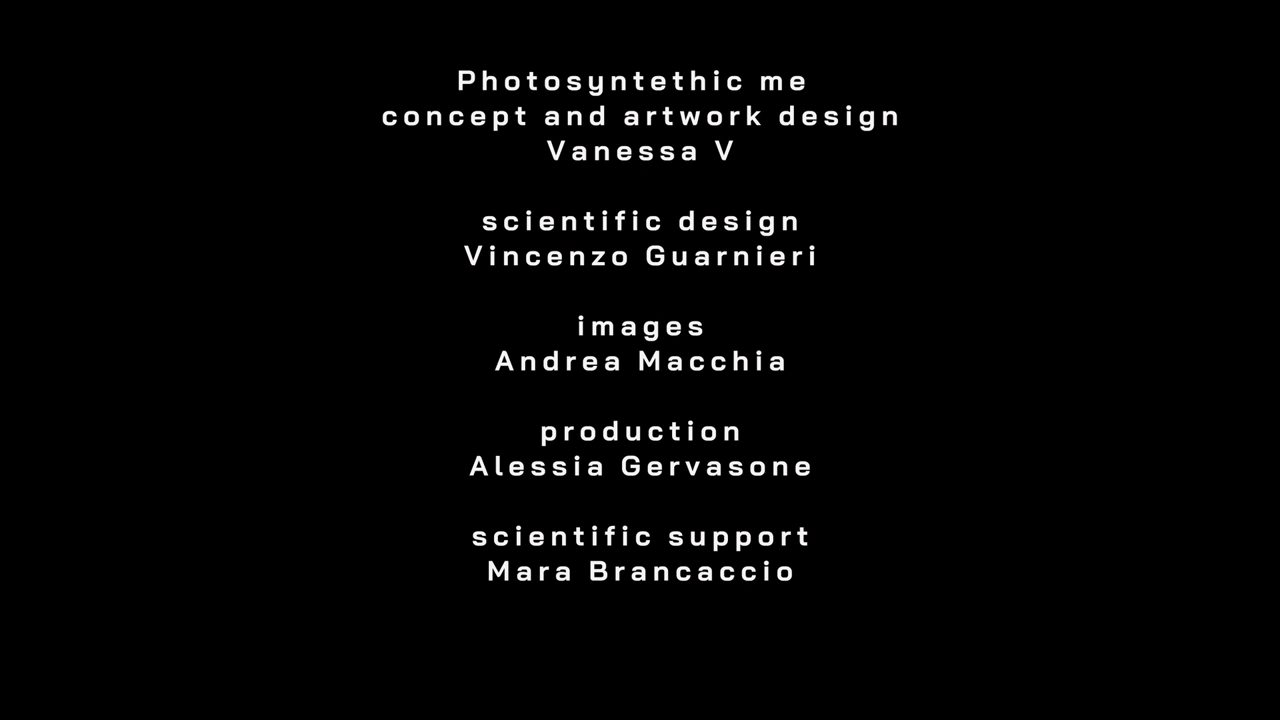 Photosyntethic me
concept and artwork design
Vanessa V
scientific design
Vincenzo Guarnieri
images
Andrea Macchia
production
Alessia Gervasone
scientific support
Mara Brancaccio